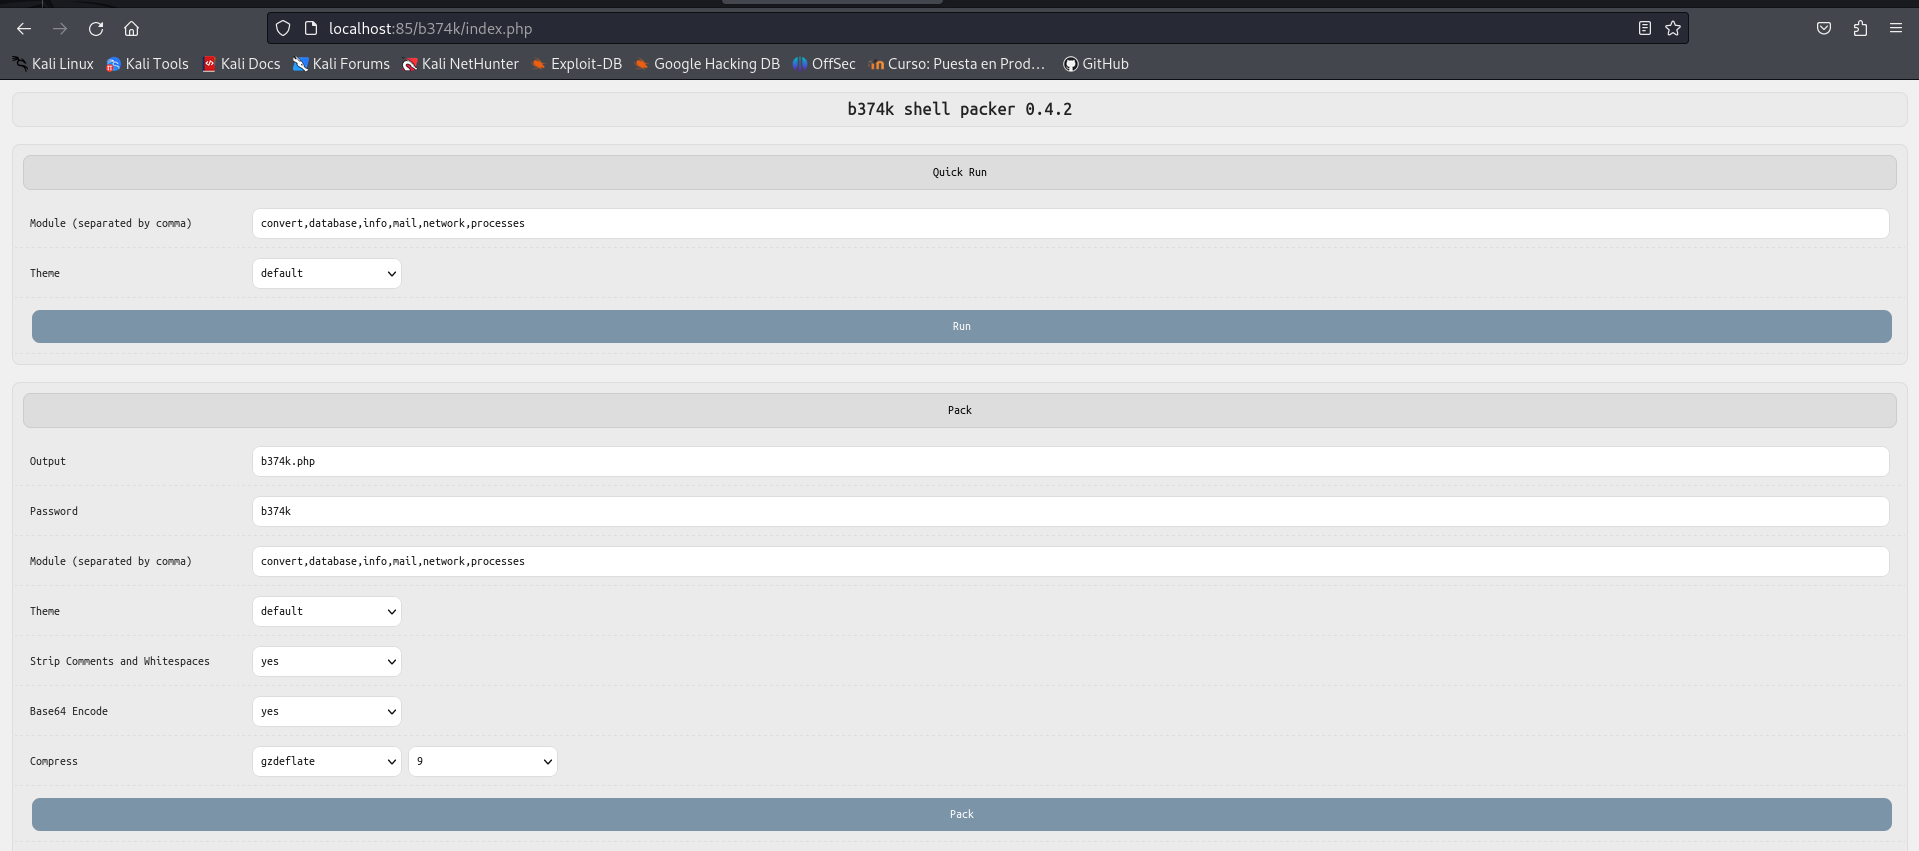 localhost:85/b374k/index.php
Kali Linux Kali Tools Kali Docs Kali Forums Kali NetHunter Exploit-DB Google Hacking DB OffSec Curso: Puesta en Prod… GitHub
b374k shell packer 0.4.2
Quick Run
Module (separated by comma) convert,database,info,mail,network,processes
Theme default
Run
Pack
Output b374k.php
Password b374k
Module (separated by comma) convert,database,info,mail,network,processes
Theme default
Strip Comments and Whitespaces yes
Base64 Encode yes
Compress gzdeflate 9
Pack